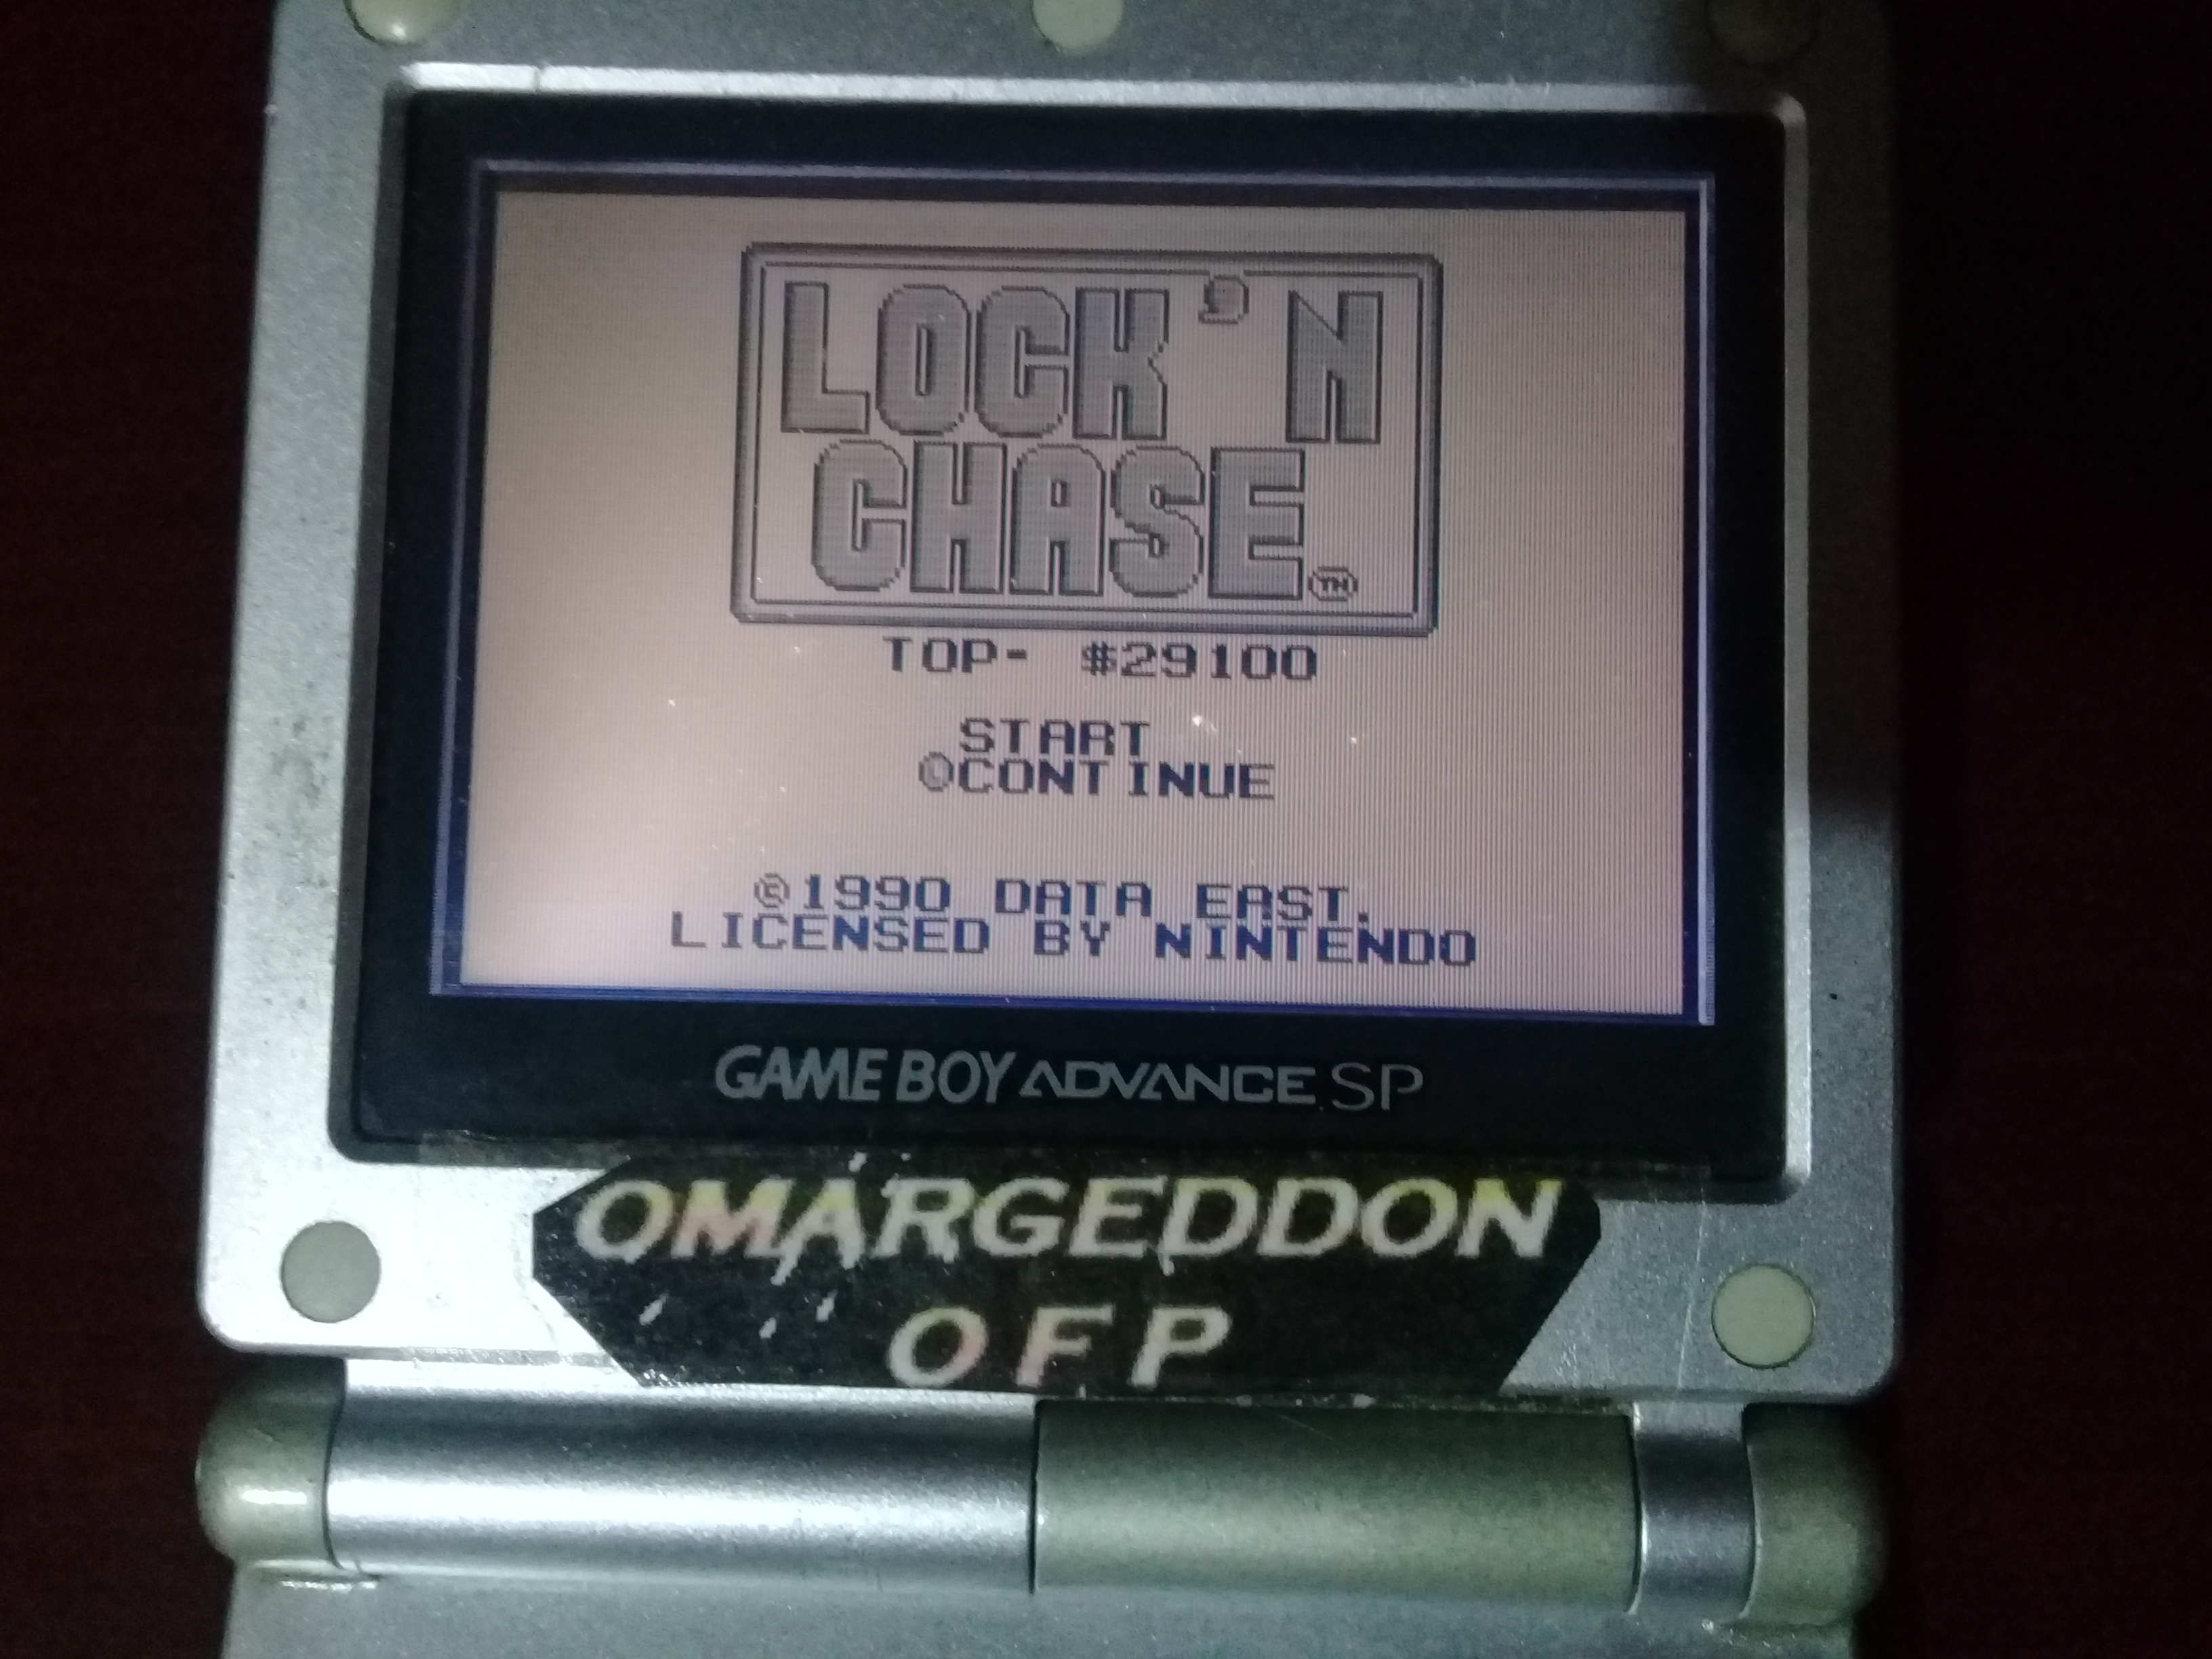 LOCK'N
CHASE TM
TOP- $29100
START
©CONTINUE
©1990 DATA EAST.
LICENSED BY NINTENDO
GAME BOY ADVANCE SP
OMARGEDDON
OFP